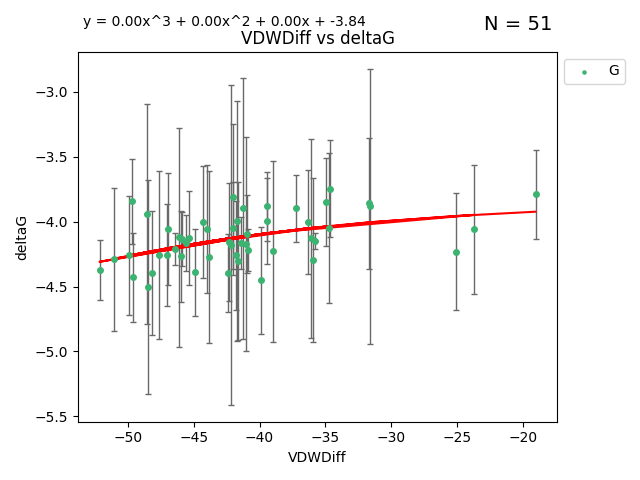 y = 0.00x^3 + 0.00x^2 + 0.00x + -3.84
N = 51
VDWDiff vs deltaG
G
−3.0
−3.5
−4.0
−4.5
−5.0
−5.5
deltaG
−50 −45 −40 −35 −30 −25 −20
VDWDiff